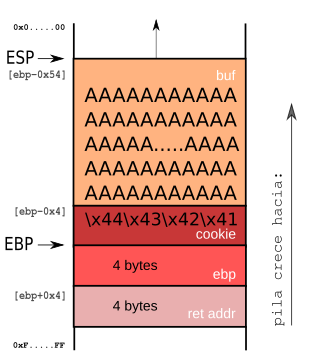 0x0.....00
ESP
[ebp-0x54]
buf
AAAAAAAAAAA
AAAAAAAAAAA
AAAAA.....AAAA
AAAAAAAAAAA
AAAAAAAAAAA
[ebp-0x4]
\x44\x43\x42\x41
cookie
EBP
4 bytes
ebp
[ebp+0x4]
4 bytes
ret addr
0xF.....FF
pila crece hacia: